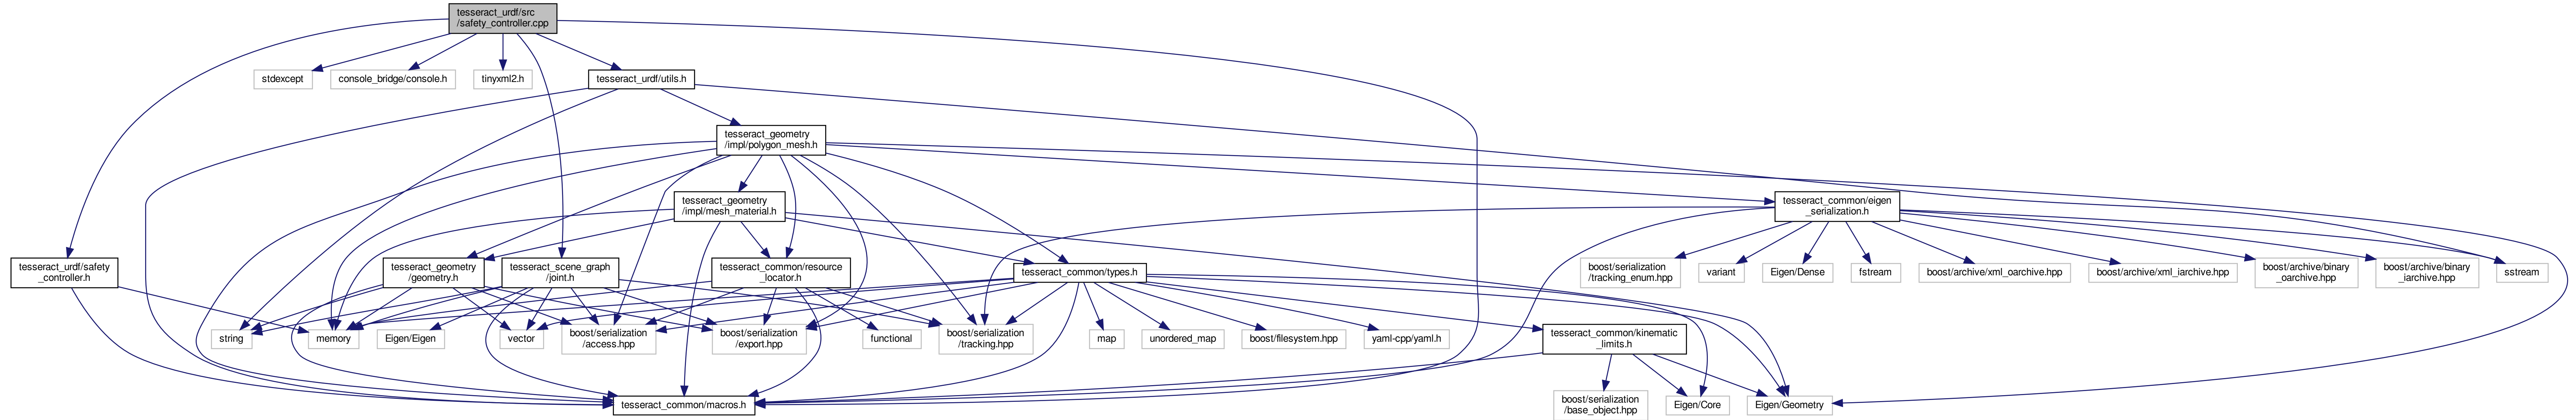 tesseract_urdf/src
/safety_controller.cpp
stdexcept
console_bridge/console.h
tinyxml2.h
tesseract_urdf/utils.h
tesseract_geometry
/impl/polygon_mesh.h
tesseract_geometry
/impl/mesh_material.h
tesseract_common/eigen
_serialization.h
tesseract_urdf/safety
_controller.h
tesseract_geometry
/geometry.h
tesseract_scene_graph
/joint.h
tesseract_common/resource
_locator.h
tesseract_common/types.h
boost/serialization
/tracking_enum.hpp
variant
Eigen/Dense
fstream
boost/archive/xml_oarchive.hpp
boost/archive/xml_iarchive.hpp
boost/archive/binary
_oarchive.hpp
boost/archive/binary
_iarchive.hpp
sstream
string
memory
Eigen/Eigen
vector
boost/serialization
/access.hpp
boost/serialization
/export.hpp
functional
boost/serialization
/tracking.hpp
map
unordered_map
boost/filesystem.hpp
yaml-cpp/yaml.h
tesseract_common/kinematic
_limits.h
tesseract_common/macros.h
boost/serialization
/base_object.hpp
Eigen/Core
Eigen/Geometry